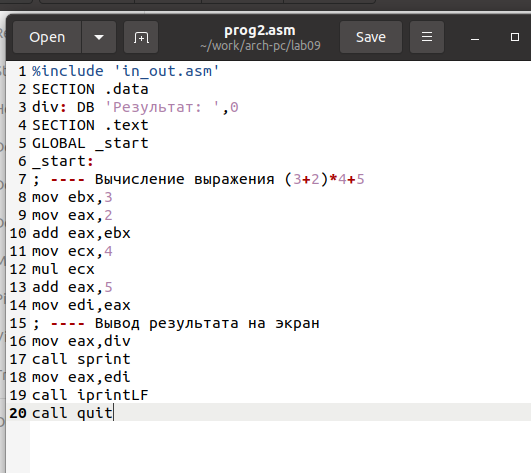 Open
prog2.asm
~/work/arch-pc/lab09
Save
1 %include 'in_out.asm'
2 SECTION .data
3 div: DB 'Результат: ',0
4 SECTION .text
5 GLOBAL _start
6 _start:
7 ; ---- Вычисление выражения (3+2)*4+5
8 mov ebx,3
9 mov eax,2
10 add eax,ebx
11 mov ecx,4
12 mul ecx
13 add eax,5
14 mov edi,eax
15 ; ---- Вывод результата на экран
16 mov eax,div
17 call sprint
18 mov eax,edi
19 call iprintLF
20 call quit